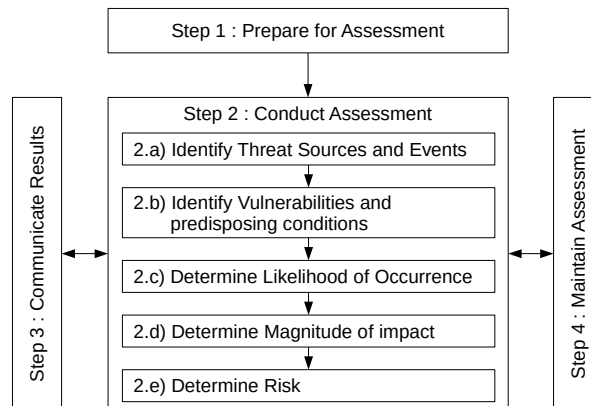 Step 1 : Prepare for Assessment
Step 2 : Conduct Assessment
2.a) Identify Threat Sources and Events
2.b) Identify Vulnerabilities and
predisposing conditions
2.c) Determine Likelihood of Occurrence
2.d) Determine Magnitude of impact
2.e) Determine Risk
Step 3 : Communicate Results
Step 4 : Maintain Assessment